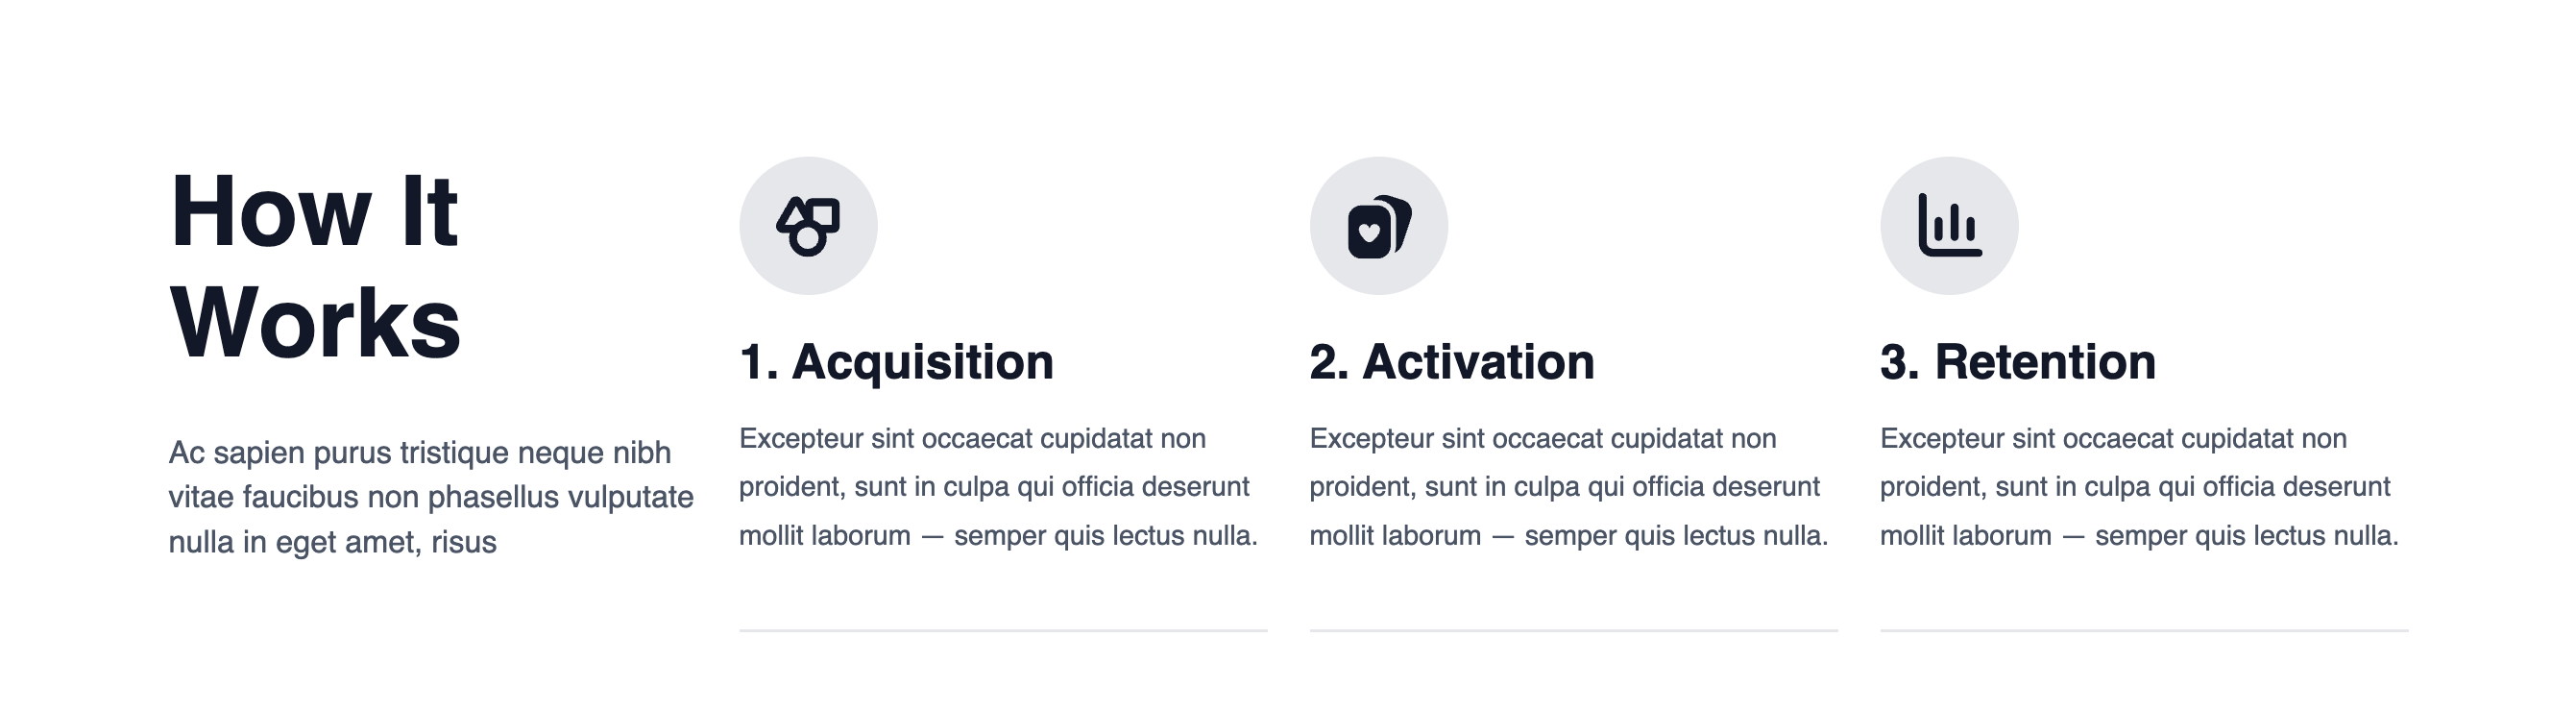 How It
Works
Ac sapien purus tristique neque nibh
vitae faucibus non phasellus vulputate
nulla in eget amet, risus
1. Acquisition
Excepteur sint occaecat cupidatat non
proident, sunt in culpa qui officia deserunt
mollit laborum — semper quis lectus nulla.
2. Activation
Excepteur sint occaecat cupidatat non
proident, sunt in culpa qui officia deserunt
mollit laborum — semper quis lectus nulla.
3. Retention
Excepteur sint occaecat cupidatat non
proident, sunt in culpa qui officia deserunt
mollit laborum — semper quis lectus nulla.